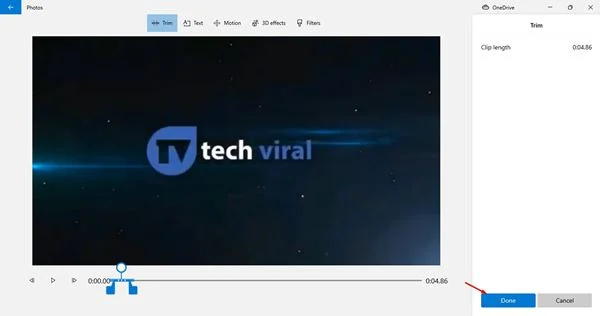 Photos
OneDrive
Trim
Text
Motion
3D effects
Filters
Trim
Clip length 0:04.86
TV tech viral
0:00.00
0:04.86
Done
Cancel